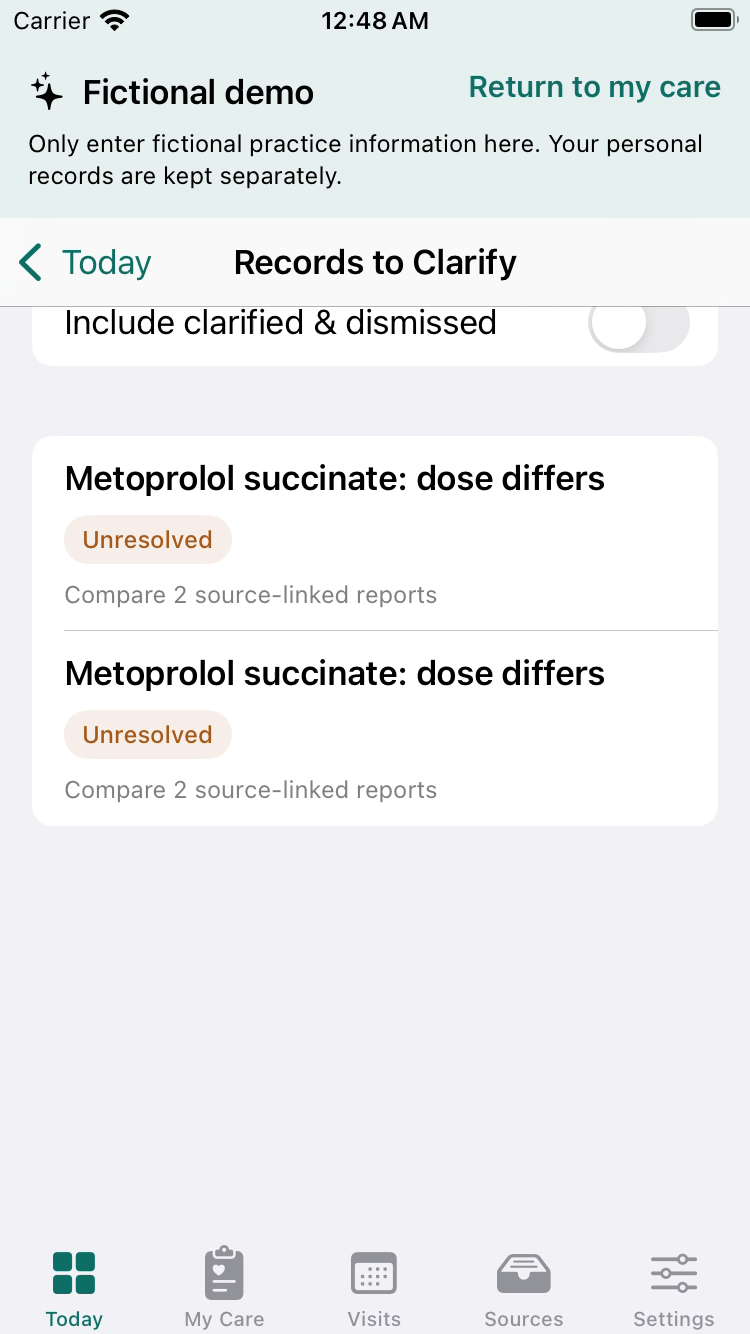 Carrier 12:48 AM
Fictional demo Return to my care
Only enter fictional practice information here. Your personal
records are kept separately.
Today Records to Clarify
Include clarified & dismissed
Metoprolol succinate: dose differs
Unresolved
Compare 2 source-linked reports
Metoprolol succinate: dose differs
Unresolved
Compare 2 source-linked reports
Today My Care Visits Sources Settings